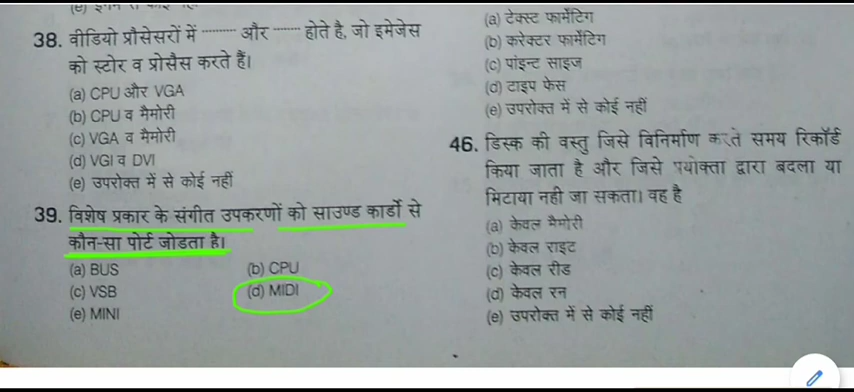 38. वीडियो प्रौसेसरों में ········ और ······ होते है, जो इमेजेस
को स्टोर व प्रोसैस करते हैं।
(a) CPU और VGA
(b) CPU व मैमोरी
(c) VGA व मैमोरी
(d) VGI व DVI
(e) उपरोक्त में से कोई नहीं
39. विशेष प्रकार के संगीत उपकरणों को साउण्ड कार्डो से
कौन-सा पोर्ट जोडता है।
(a) BUS (b) CPU
(c) VSB (d) MIDI
(e) MINI
(a) टेक्स्ट फार्मेटिग
(b) करेक्टर फार्मेटिग
(c) पांइन्ट साइज
(d) टाइप फेस
(e) उपरोक्त में से कोई नहीं
46. डिस्क की वस्तु जिसे विनिर्माण करते समय रिकॉर्ड
किया जाता है और जिसे पयोक्ता द्वारा बदला या
मिटाया नही जा सकता। वह है
(a) केवल मैमोरी
(b) केवल राइट
(c) केवल रीड
(d) केवल रन
(e) उपरोक्त में से कोई नहीं